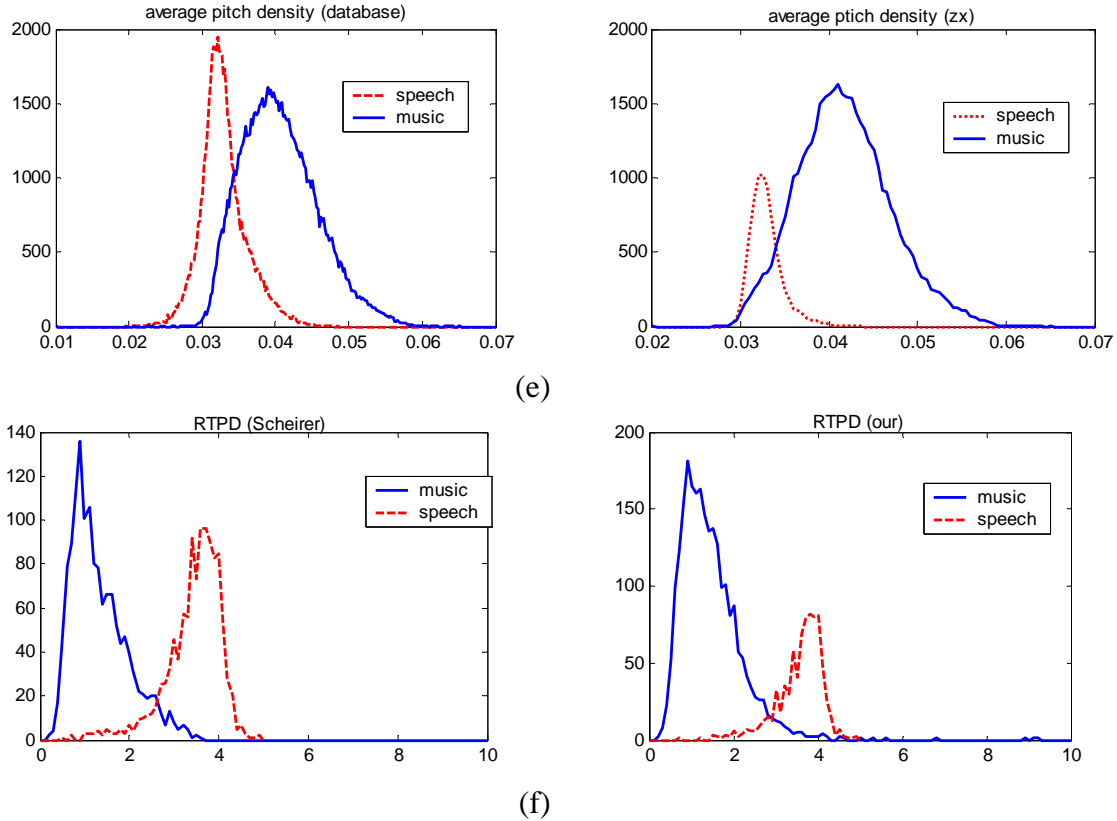 average pitch density (database)
2000
1500
1000
500
0
0.01 0.02 0.03 0.04 0.05 0.06 0.07
speech
music
average ptich density (zx)
2000
1500
1000
500
0
0.02 0.03 0.04 0.05 0.06 0.07
speech
music
(e)
RTPD (Scheirer)
140
120
100
80
60
40
20
0
0 2 4 6 8 10
music
speech
RTPD (our)
200
150
100
50
0
0 2 4 6 8 10
music
speech
(f)